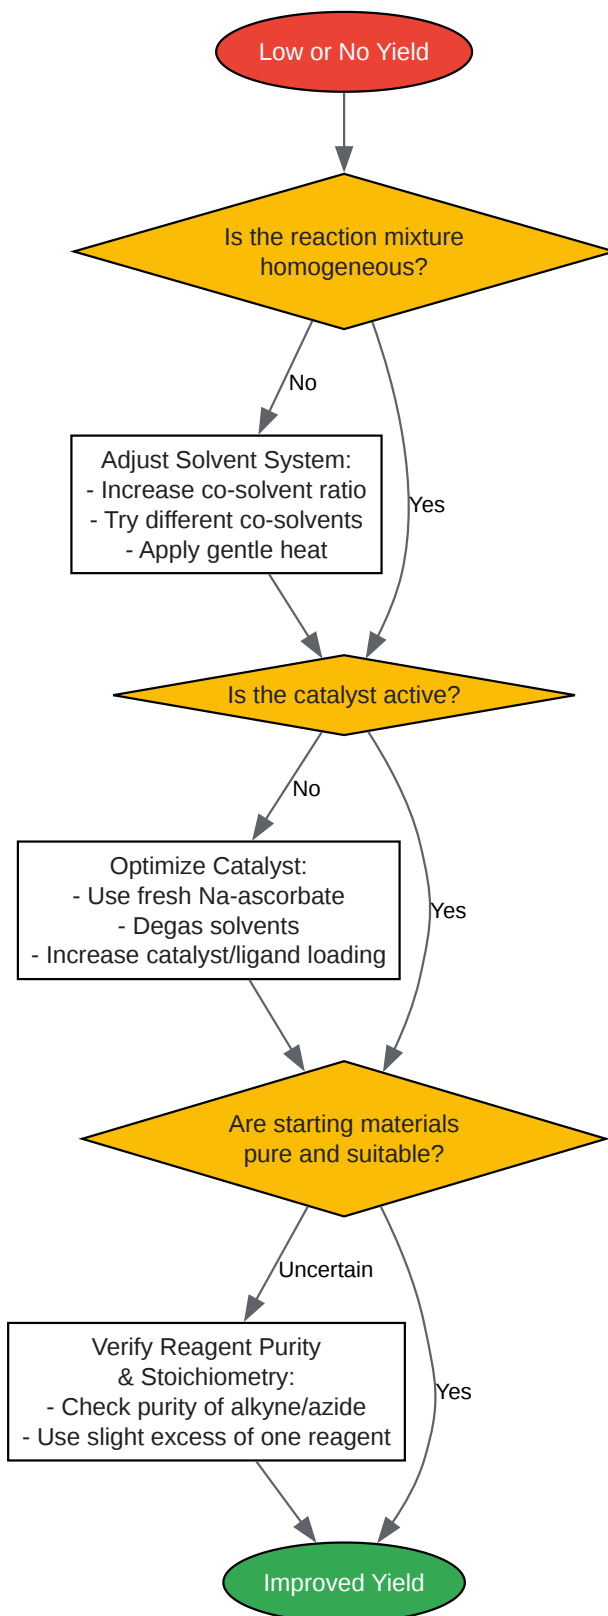 Low or No Yield
Is the reaction mixture
homogeneous?
No
Adjust Solvent System:
- Increase co-solvent ratio
- Try different co-solvents
- Apply gentle heat
Yes
Is the catalyst active?
No
Optimize Catalyst:
- Use fresh Na-ascorbate
- Degas solvents
- Increase catalyst/ligand loading
Yes
Are starting materials
pure and suitable?
Uncertain
Verify Reagent Purity
& Stoichiometry:
- Check purity of alkyne/azide
- Use slight excess of one reagent
Yes
Improved Yield